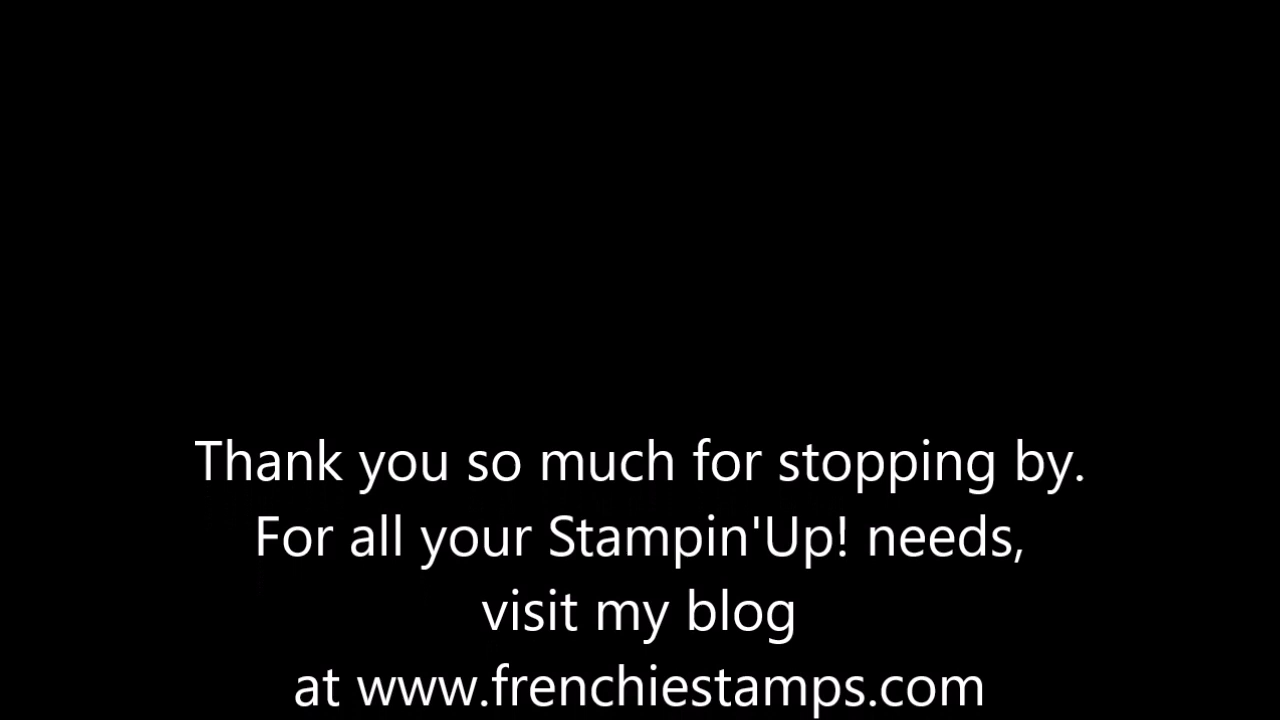 Thank you so much for stopping by.
For all your Stampin'Up! needs,
visit my blog
at www.frenchiestamps.com